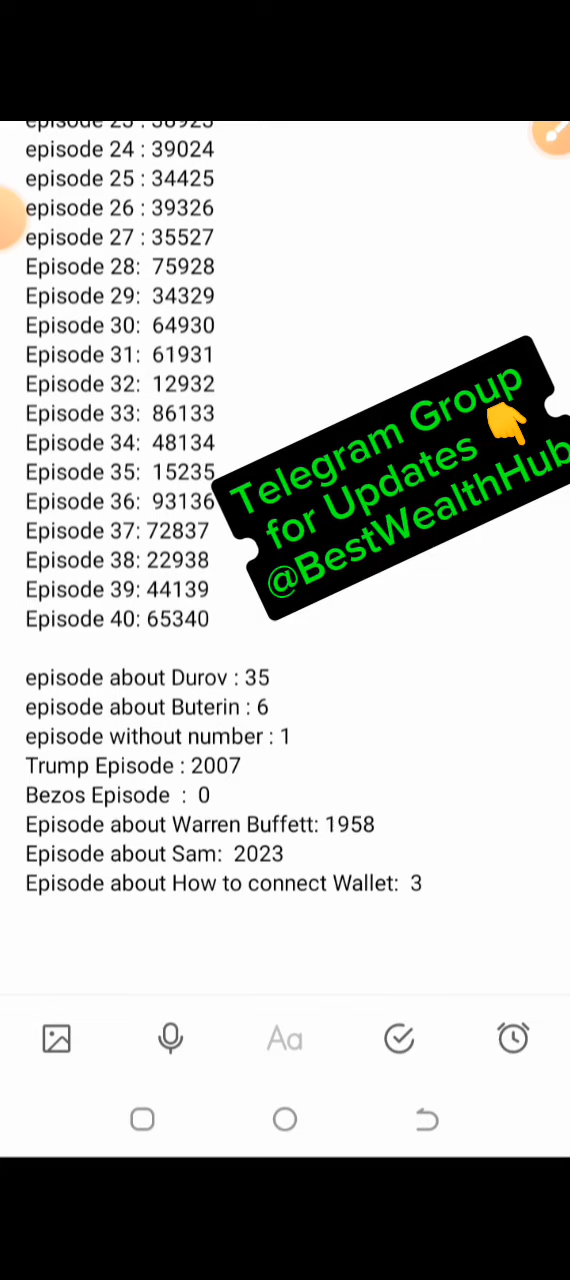 episode 23 : 38923
episode 24 : 39024
episode 25 : 34425
episode 26 : 39326
episode 27 : 35527
Episode 28:  75928
Episode 29:  34329
Episode 30:  64930
Episode 31:  61931
Episode 32:  12932
Episode 33:  86133
Episode 34:  48134
Episode 35:  15235
Episode 36:  93136
Episode 37: 72837
Episode 38: 22938
Episode 39: 44139
Episode 40: 65340
Telegram Group
for Updates 👇
@BestWealthHub
episode about Durov : 35
episode about Buterin : 6
episode without number : 1
Trump Episode : 2007
Bezos Episode  :  0
Episode about Warren Buffett: 1958
Episode about Sam:  2023
Episode about How to connect Wallet:  3
Aa